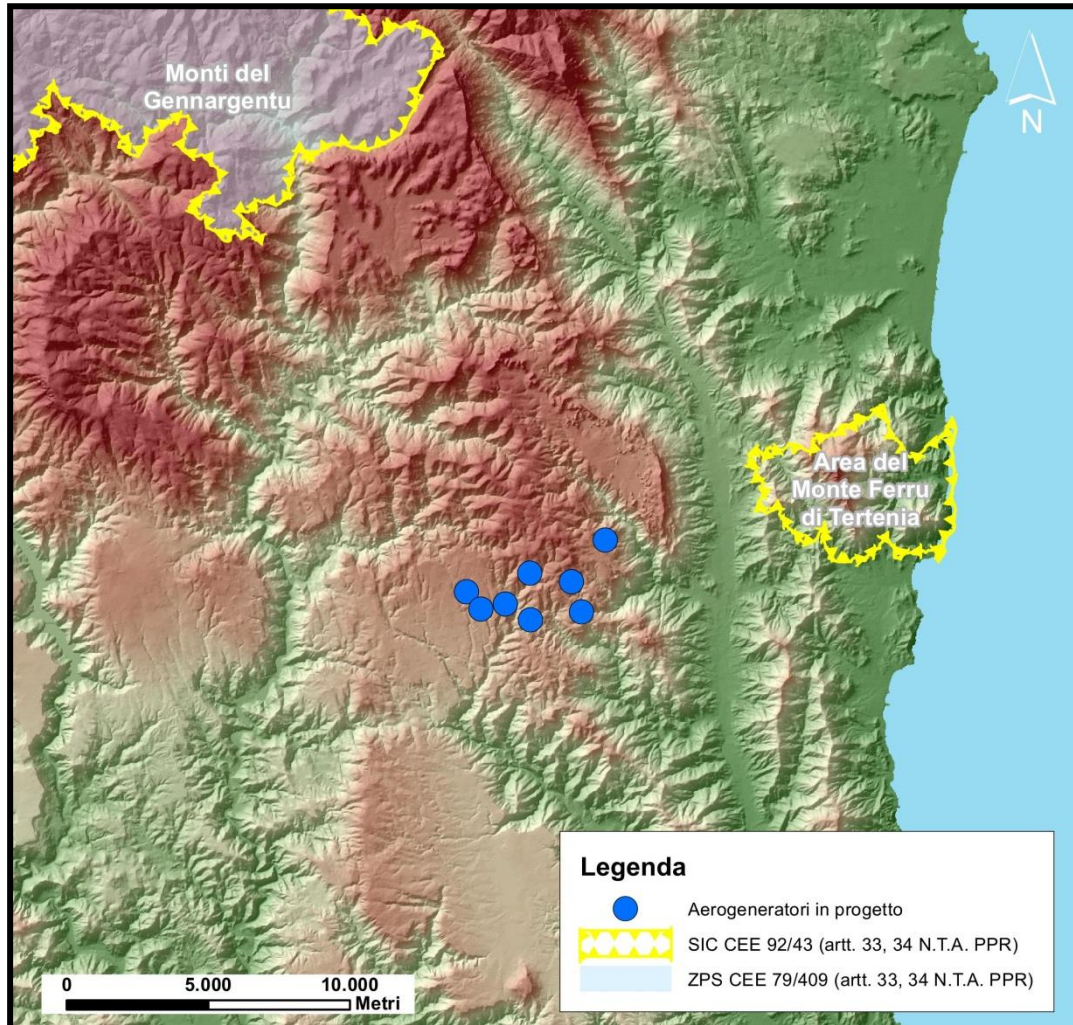 Monti del
Gennargentu
N
Area del
Monte Ferru
di Tertenia
Legenda
Aerogeneratori in progetto
SIC CEE 92/43 (artt. 33, 34 N.T.A. PPR)
ZPS CEE 79/409 (artt. 33, 34 N.T.A. PPR)
0 5.000 10.000
Metri